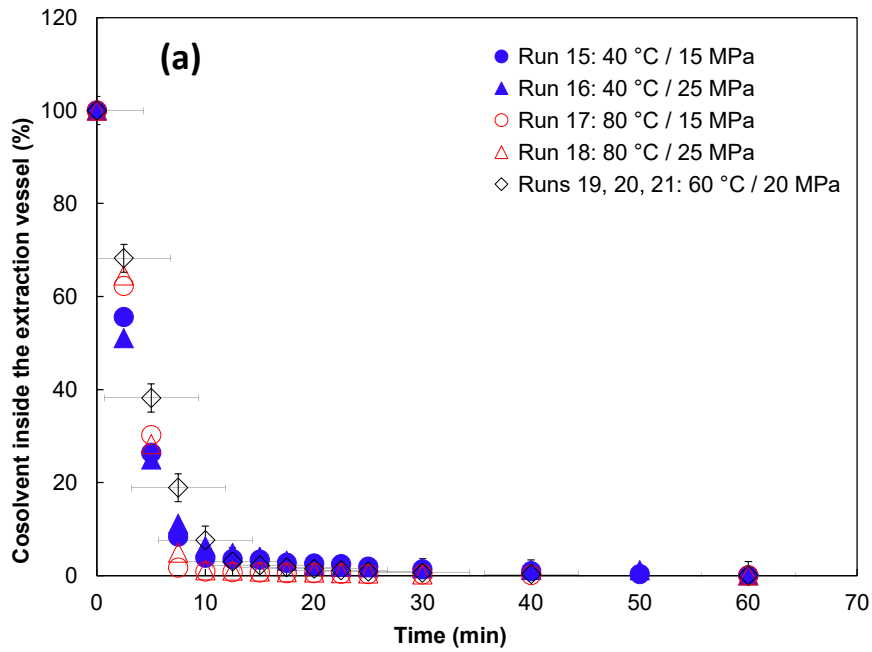 120
100
80
60
40
20
0
Cosolvent inside the extraction vessel (%)
(a)
Run 15: 40 °C / 15 MPa
Run 16: 40 °C / 25 MPa
Run 17: 80 °C / 15 MPa
Run 18: 80 °C / 25 MPa
Runs 19, 20, 21: 60 °C / 20 MPa
0 10 20 30 40 50 60 70
Time (min)